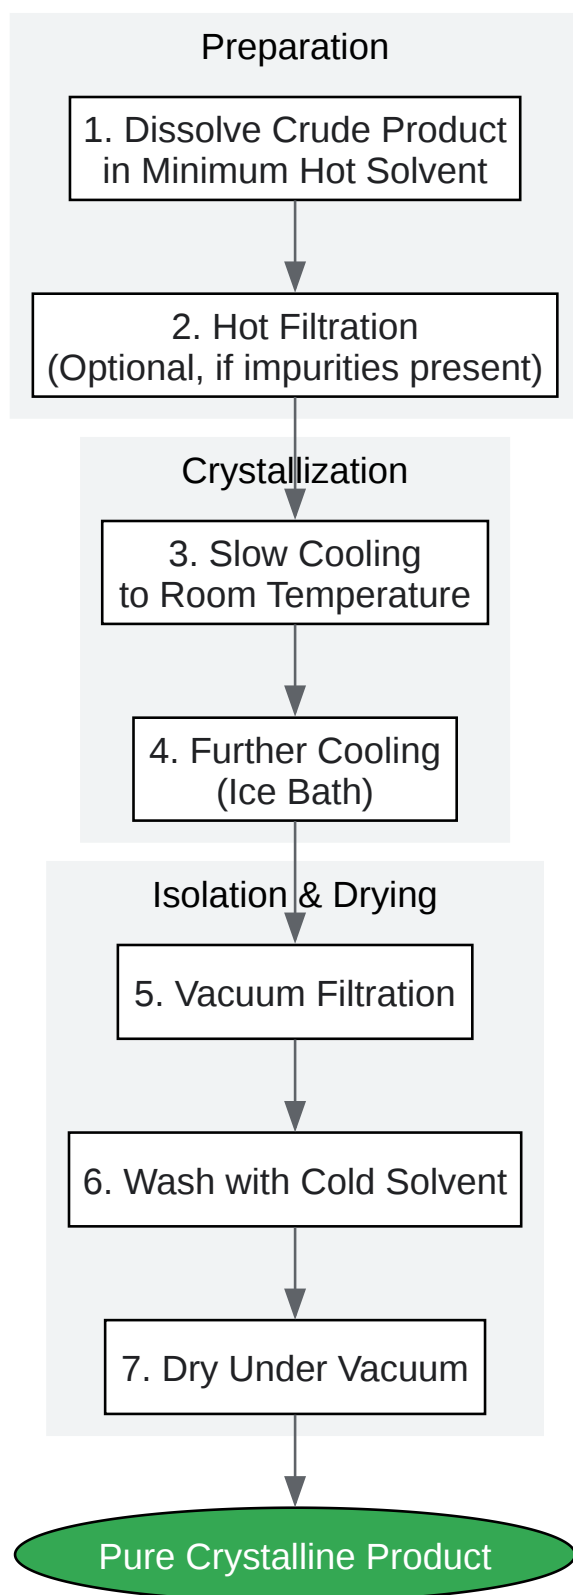 Preparation
1. Dissolve Crude Product
in Minimum Hot Solvent
2. Hot Filtration
(Optional, if impurities present)
Crystallization
3. Slow Cooling
to Room Temperature
4. Further Cooling
(Ice Bath)
Isolation & Drying
5. Vacuum Filtration
6. Wash with Cold Solvent
7. Dry Under Vacuum
Pure Crystalline Product